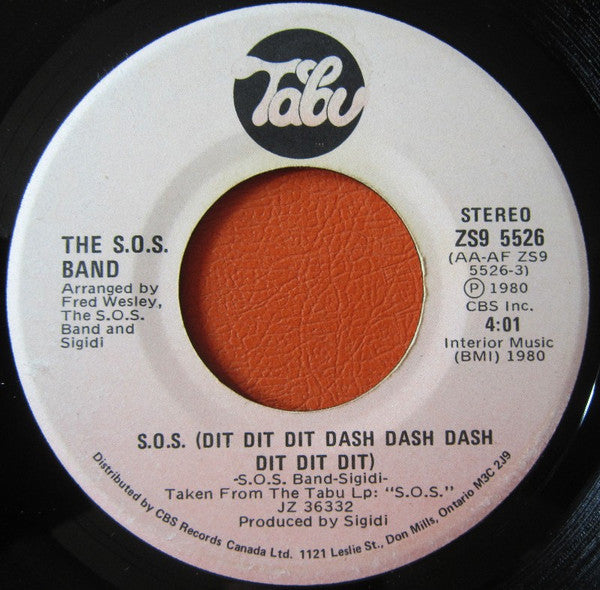 Tabu
THE S.O.S.
BAND
Arranged by
Fred Wesley,
The S.O.S.
Band and
Sigidi
STEREO
ZS9 5526
(AA-AF ZS9
5526-3)
Ⓟ 1980
CBS Inc.
4:01
Interior Music
(BMI) 1980
S.O.S. (DIT DIT DIT DASH DASH DASH
DIT DIT DIT)
-S.O.S. Band-Sigidi-
Taken From The Tabu Lp: "S.O.S."
JZ 36332
Produced by Sigidi
Distributed by CBS Records Canada Ltd. 1121 Leslie St., Don Mills, Ontario M3C 2J9